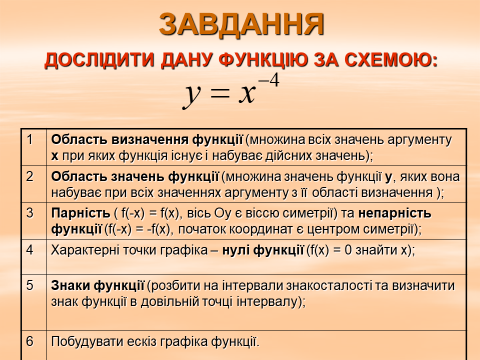 ЗАВДАННЯ
ДОСЛІДИТИ ДАНУ ФУНКЦІЮ ЗА СХЕМОЮ:
y = x⁻⁴
1 Область визначення функції (множина всіх значень аргументу
х при яких функція існує і набуває дійсних значень);
2 Область значень функції (множина значень функції у, яких вона
набуває при всіх значеннях аргументу з її області визначення );
3 Парність ( f(-x) = f(x), вісь Оу є віссю симетрії) та непарність
функції (f(-x) = -f(x), початок координат є центром симетрії);
4 Характерні точки графіка – нулі функції (f(x) = 0 знайти х);
5 Знаки функції (розбити на інтервали знакосталості та визначити
знак функції в довільній точці інтервалу);
6 Побудувати ескіз графіка функції.